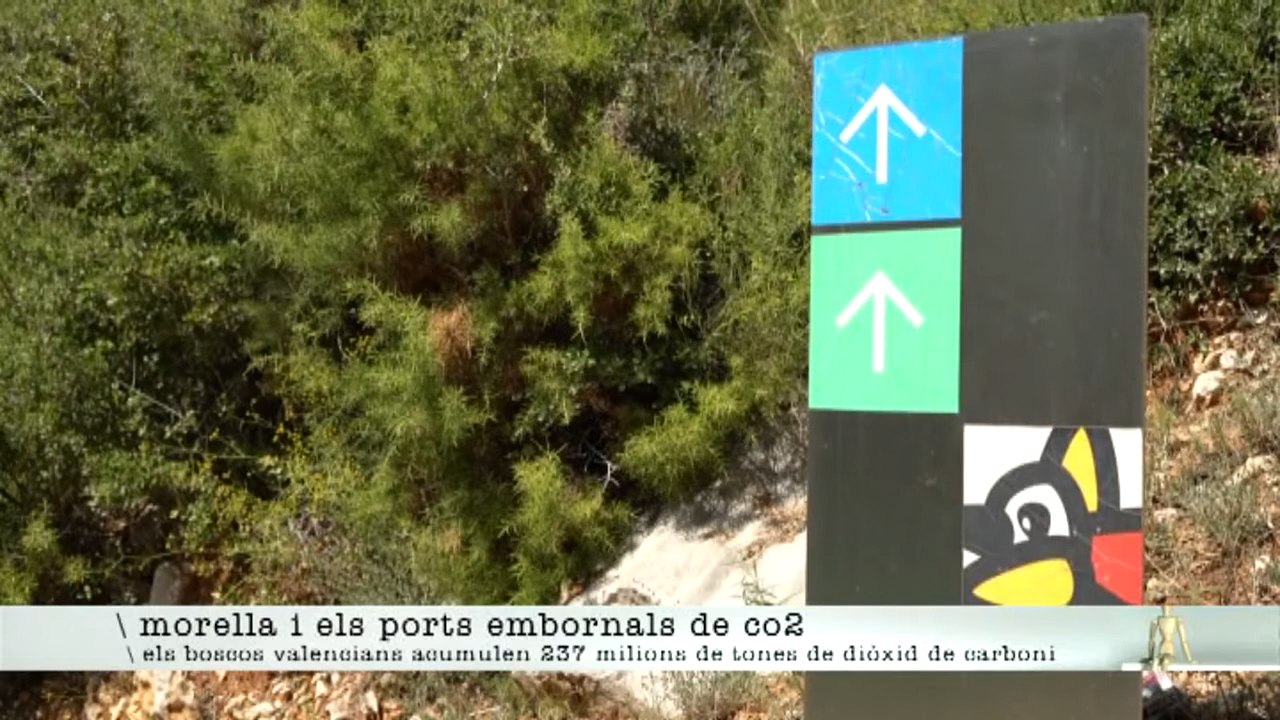 \ morella i els ports embornals de co2
\ els boscos valencians acumulen 237 milions de tones de diòxid de carboni